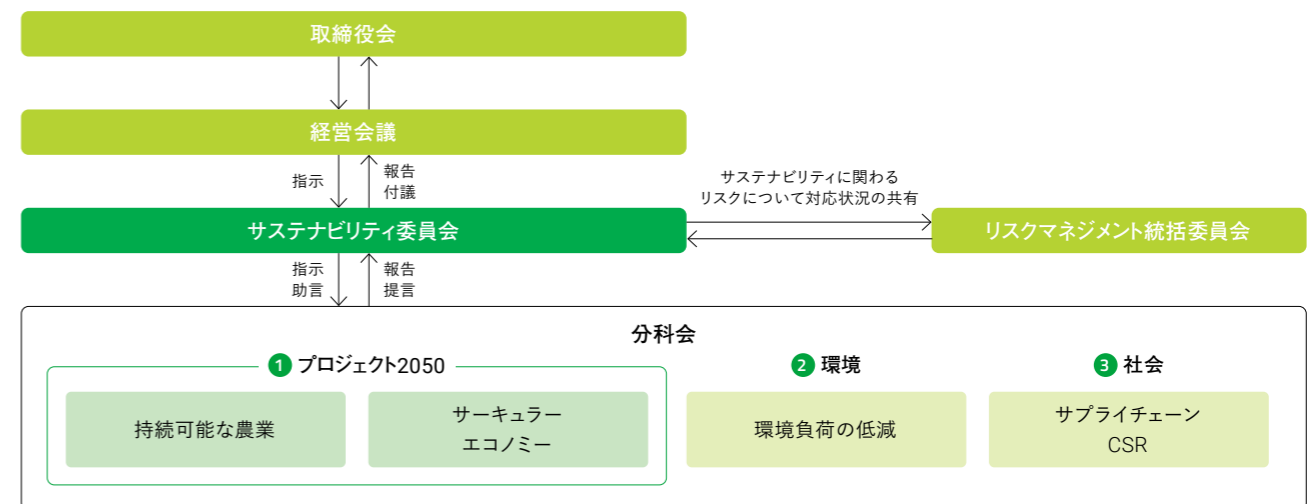 取締役会
経営会議
指示
報告
付議
サステナビリティに関わる
リスクについて対応状況の共有
サステナビリティ委員会
リスクマネジメント統括委員会
指示
助言
報告
提言
分科会
1 プロジェクト2050
2 環境
3 社会
持続可能な農業
サーキュラー
エコノミー
環境負荷の低減
サプライチェーン
CSR